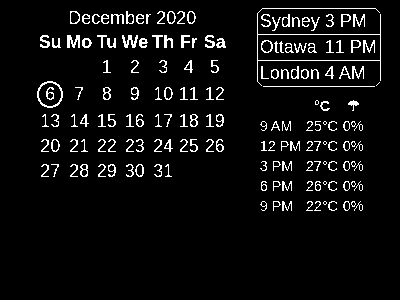 December 2020
Su Mo Tu We Th Fr Sa
1 2 3 4 5
6 7 8 9 10 11 12
13 14 15 16 17 18 19
20 21 22 23 24 25 26
27 28 29 30 31
Sydney 3 PM
Ottawa 11 PM
London 4 AM
°C ☂
9 AM 25°C 0%
12 PM 27°C 0%
3 PM 27°C 0%
6 PM 26°C 0%
9 PM 22°C 0%